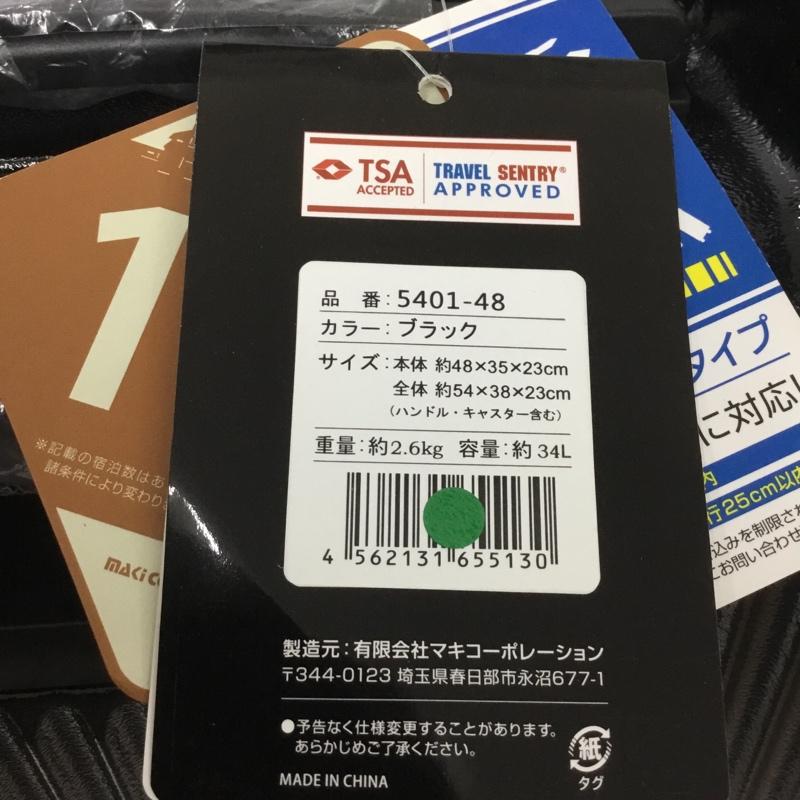 TSA
ACCEPTED
TRAVEL SENTRY®
APPROVED
品 番：5401-48
カラー：ブラック
サイズ：本体 約48×35×23cm
全体 約54×38×23cm
（ハンドル・キャスター含む）
重量：約2.6kg 容量：約 34L
4 562131 655130
製造元：有限会社マキコーポレーション
〒344-0123 埼玉県春日部市永沼677-1
●予告なく仕様変更することがあります。
あらかじめご了承ください。
MADE IN CHINA
紙
タグ
1
※記載の宿泊数はあ
諸条件により変わりま
MAKI
タイプ
に対応!
内
行25cm以内
込みを制限され
にお問い合わせ